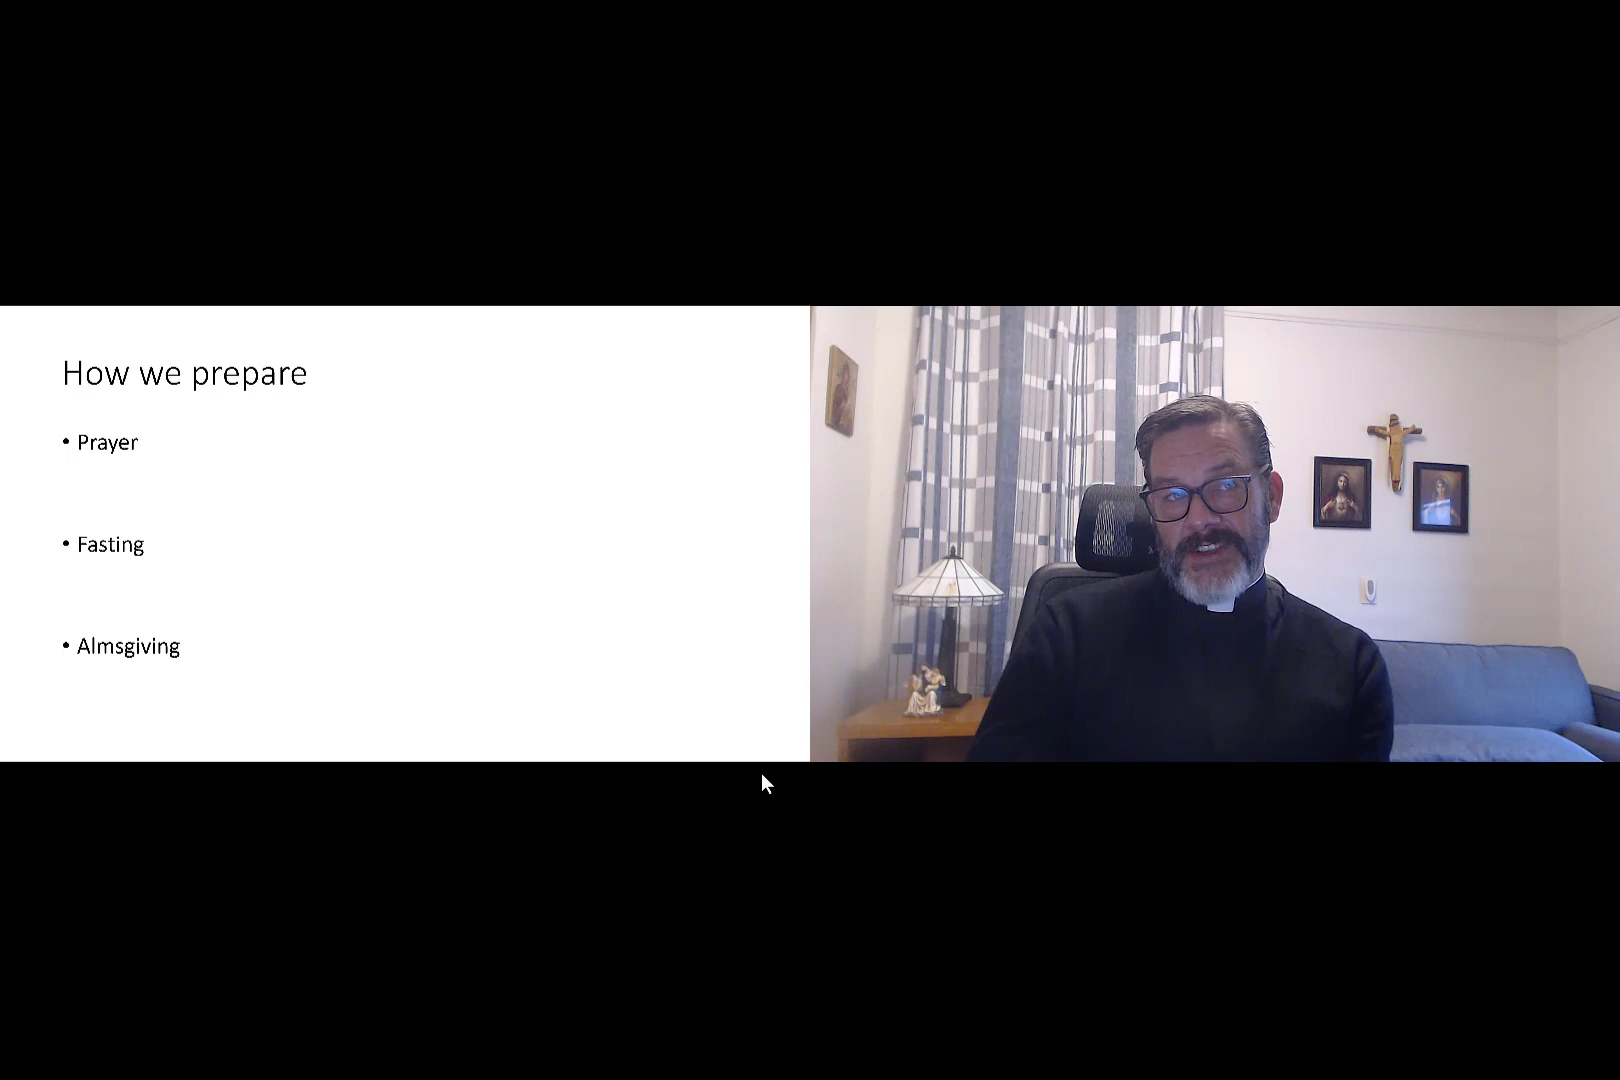 How we prepare
• Prayer
• Fasting
• Almsgiving